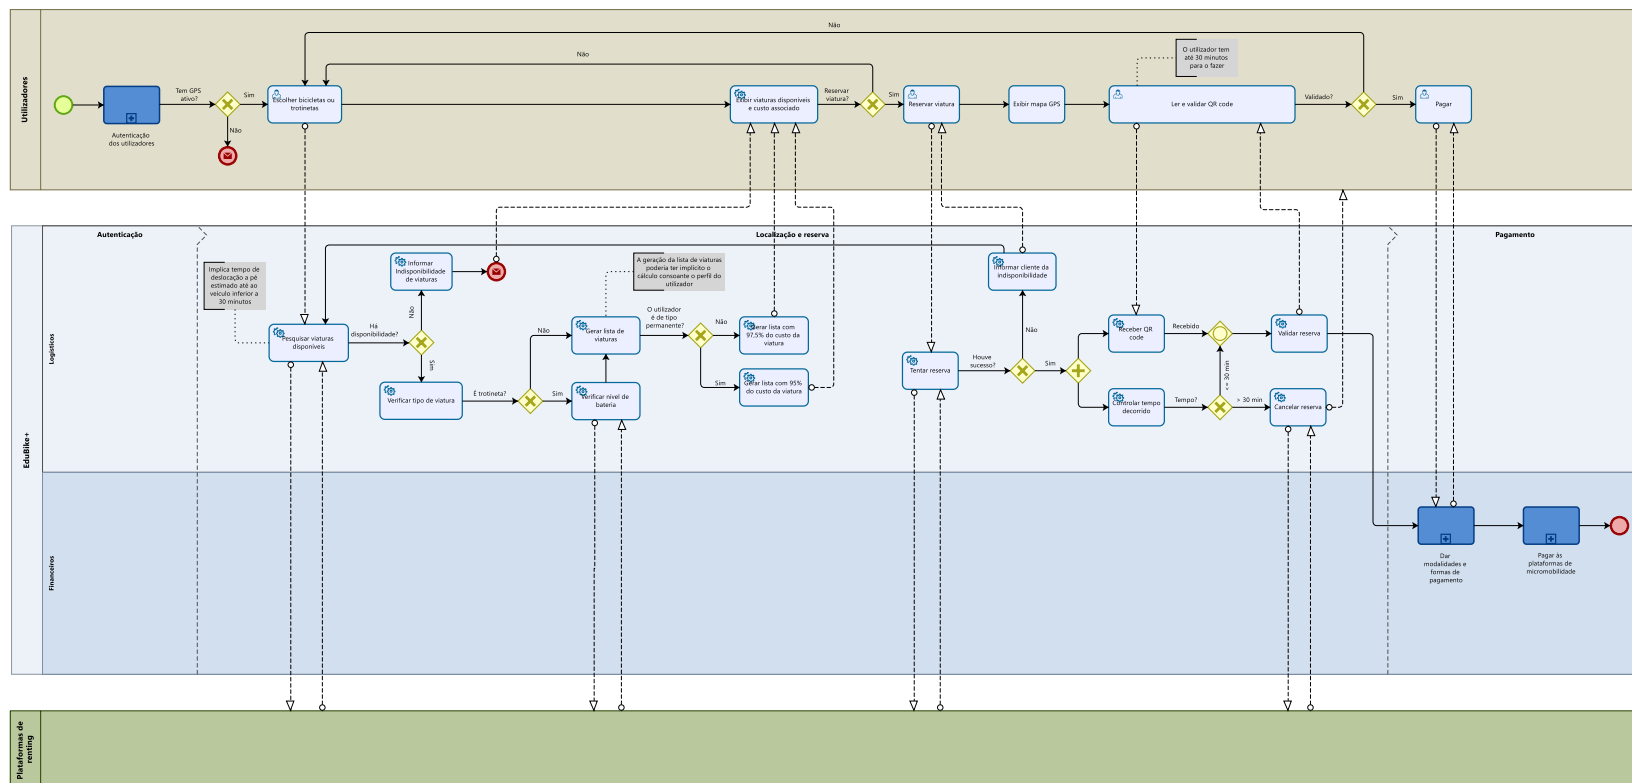 Utilizadores
Não
Não
O utilizador tem
até 30 minutos
para o fazer
Tem GPS
ativo?
Sim
Não
Autenticação
dos utilizadores
Escolher bicicletas ou
trotinetas
Exibir viaturas disponíveis
e custo associado
Reservar
viatura?
Sim
Reservar viatura
Exibir mapa GPS
Ler e validar QR code
Validado?
Sim
Pagar
EduBike+
Logísticos
Financeiros
Autenticação
Localização e reserva
Pagamento
Implica tempo de
deslocação a pé
estimado até ao
veículo inferior a
30 minutos
Pesquisar viaturas
disponíveis
Há
disponibilidade?
Não
Sim
Informar
Indisponibilidade
de viaturas
Verificar tipo de viatura
É trotineta?
Não
Sim
A geração da lista de viaturas
poderia ter implícito o
cálculo consoante o perfil do
utilizador
Gerar lista de
viaturas
Verificar nível de
bateria
O utilizador
é de tipo
permanente?
Não
Sim
Gerar lista com
97,5% do custo da
viatura
Gerar lista com 95%
do custo da viatura
Tentar reserva
Houve
sucesso?
Não
Sim
Informar cliente da
indisponibilidade
Receber QR
code
Recebido
Controlar tempo
decorrido
Tempo?
<= 30 min
> 30 min
Validar reserva
Cancelar reserva
Dar
modalidades e
formas de
pagamento
Pagar às
plataformas de
micromobilidade
Plataformas de
renting